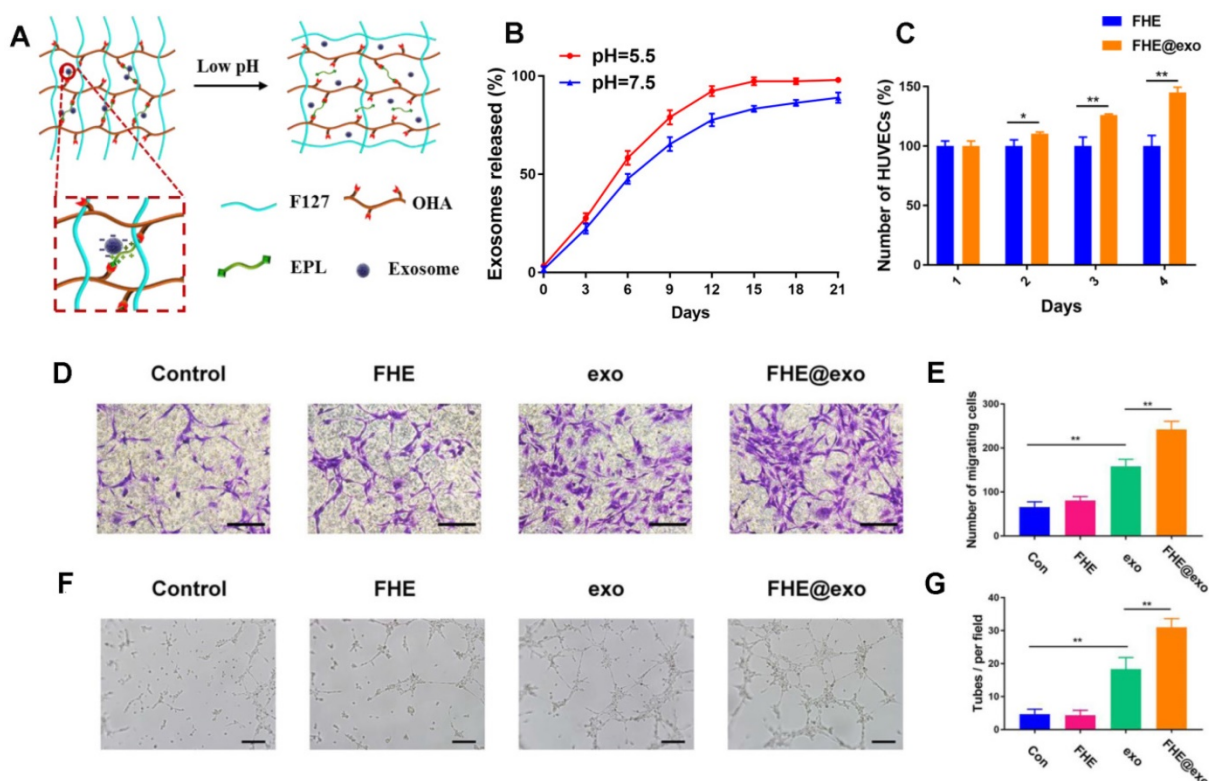 A
Low pH
F127
OHA
EPL
Exosome
B
pH=5.5
pH=7.5
Exosomes released (%)
100
50
0
0 3 6 9 12 15 18 21
Days
C
FHE
FHE@exo
Number of HUVECs (%)
150
100
50
0
* ** **
1 2 3 4
Days
D
Control FHE exo FHE@exo
E
Number of migrating cells
300
200
100
0
**
**
Con FHE exo FHE@exo
F
Control FHE exo FHE@exo
G
Tubes / per field
40
30
20
10
0
**
**
Con FHE exo FHE@exo